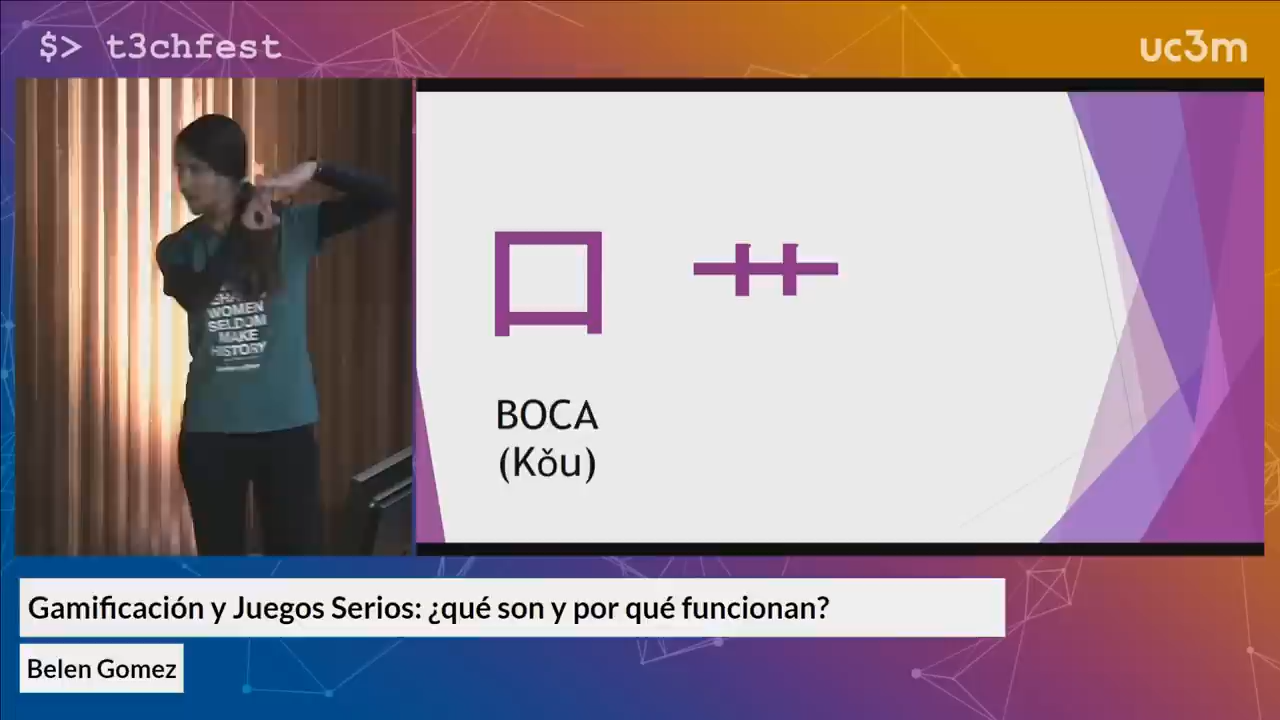 $> t3chfest
uc3m
WOMEN
SELDOM
MAKE
HISTORY
口 艹
BOCA
(Kǒu)
Gamificación y Juegos Serios: ¿qué son y por qué funcionan?
Belen Gomez